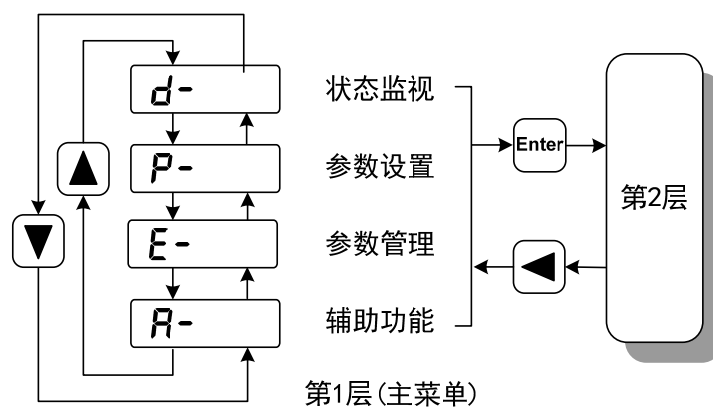 d-
状态监视
P-
参数设置
Enter
第2层
E-
参数管理
A-
辅助功能
第1层(主菜单)